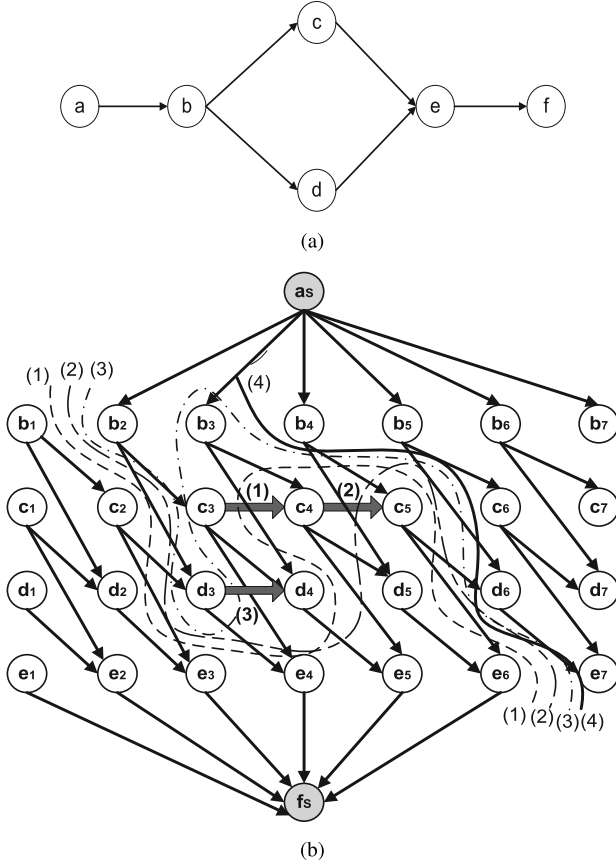 c
a b e f
d
(a)
as
(1) (2) (3) (4)
b1 b2 b3 b4 b5 b6 b7
(1) (2)
c1 c2 c3 c4 c5 c6 c7
d1 d2 d3 d4 d5 d6 d7
(3)
e1 e2 e3 e4 e5 e6 e7
(1) (2) (3) (4)
fs
(b)